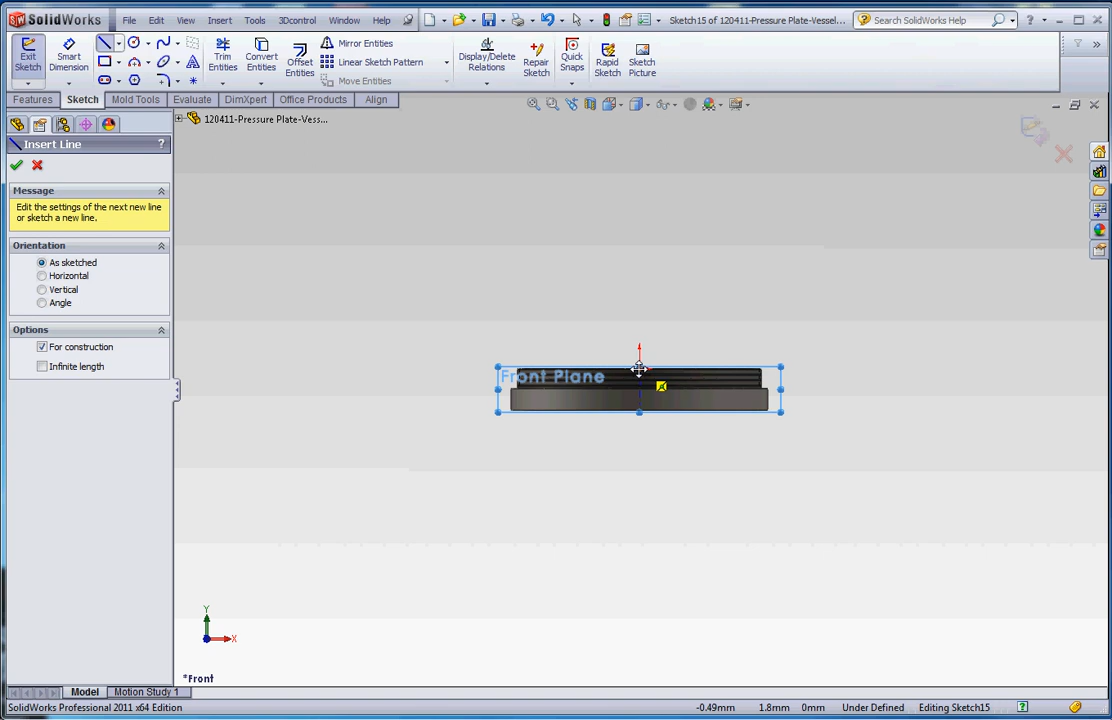 SolidWorks
File Edit View Insert Tools 3Dcontrol Window Help
Sketch15 of 120411-Pressure Plate-Vessel...
Search SolidWorks Help
Exit Sketch
Smart Dimension
Trim Entities
Convert Entities
Offset Entities
Mirror Entities
Linear Sketch Pattern
Move Entities
Display/Delete Relations
Repair Sketch
Quick Snaps
Rapid Sketch
Sketch Picture
Features Sketch Mold Tools Evaluate DimXpert Office Products Align
120411-Pressure Plate-Vess...
Insert Line ?
Message
Edit the settings of the next new line
or sketch a new line.
Orientation
As sketched
Horizontal
Vertical
Angle
Options
For construction
Infinite length
Front Plane
Y
X
*Front
Model Motion Study 1
SolidWorks Professional 2011 x64 Edition
-0.49mm 1.8mm 0mm Under Defined Editing Sketch15